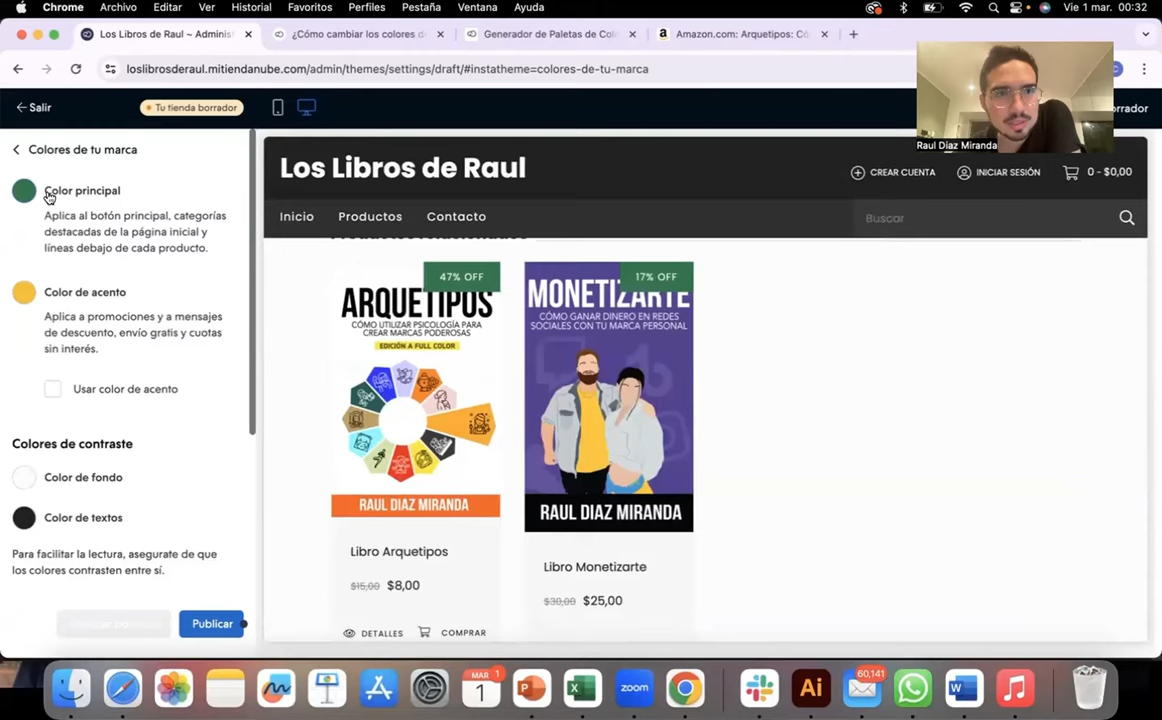 Chrome Archivo Editar Ver Historial Favoritos Perfiles Pestaña Ventana Ayuda Vie 1 mar. 00:32
Los Libros de Raul ~ Adminis
¿Cómo cambiar los colores d
Generador de Paletas de Col
Amazon.com: Arquetipos: Có
loslibrosderaul.mitiendanube.com/admin/themes/settings/draft/#instatheme=colores-de-tu-marca
Salir
Tu tienda borrador
orrador
Raul Diaz Miranda
Colores de tu marca
Color principal
Aplica al botón principal, categorías
destacadas de la página inicial y
líneas debajo de cada producto.
Color de acento
Aplica a promociones y a mensajes
de descuento, envío gratis y cuotas
sin interés.
Usar color de acento
Colores de contraste
Color de fondo
Color de textos
Para facilitar la lectura, asegurate de que
los colores contrasten entre sí.
Publicar
Los Libros de Raul
CREAR CUENTA
INICIAR SESIÓN
0 - $0,00
Inicio Productos Contacto
Buscar
47% OFF
ARQUETIPOS
CÓMO UTILIZAR PSICOLOGÍA PARA
CREAR MARCAS PODEROSAS
EDICIÓN A FULL COLOR
RAUL DIAZ MIRANDA
Libro Arquetipos
$15,00 $8,00
DETALLES
COMPRAR
17% OFF
MONETIZARTE
CÓMO GANAR DINERO EN REDES
SOCIALES CON TU MARCA PERSONAL
RAUL DIAZ MIRANDA
Libro Monetizarte
$30,00 $25,00
MAR
1
zoom
Ai
60,141